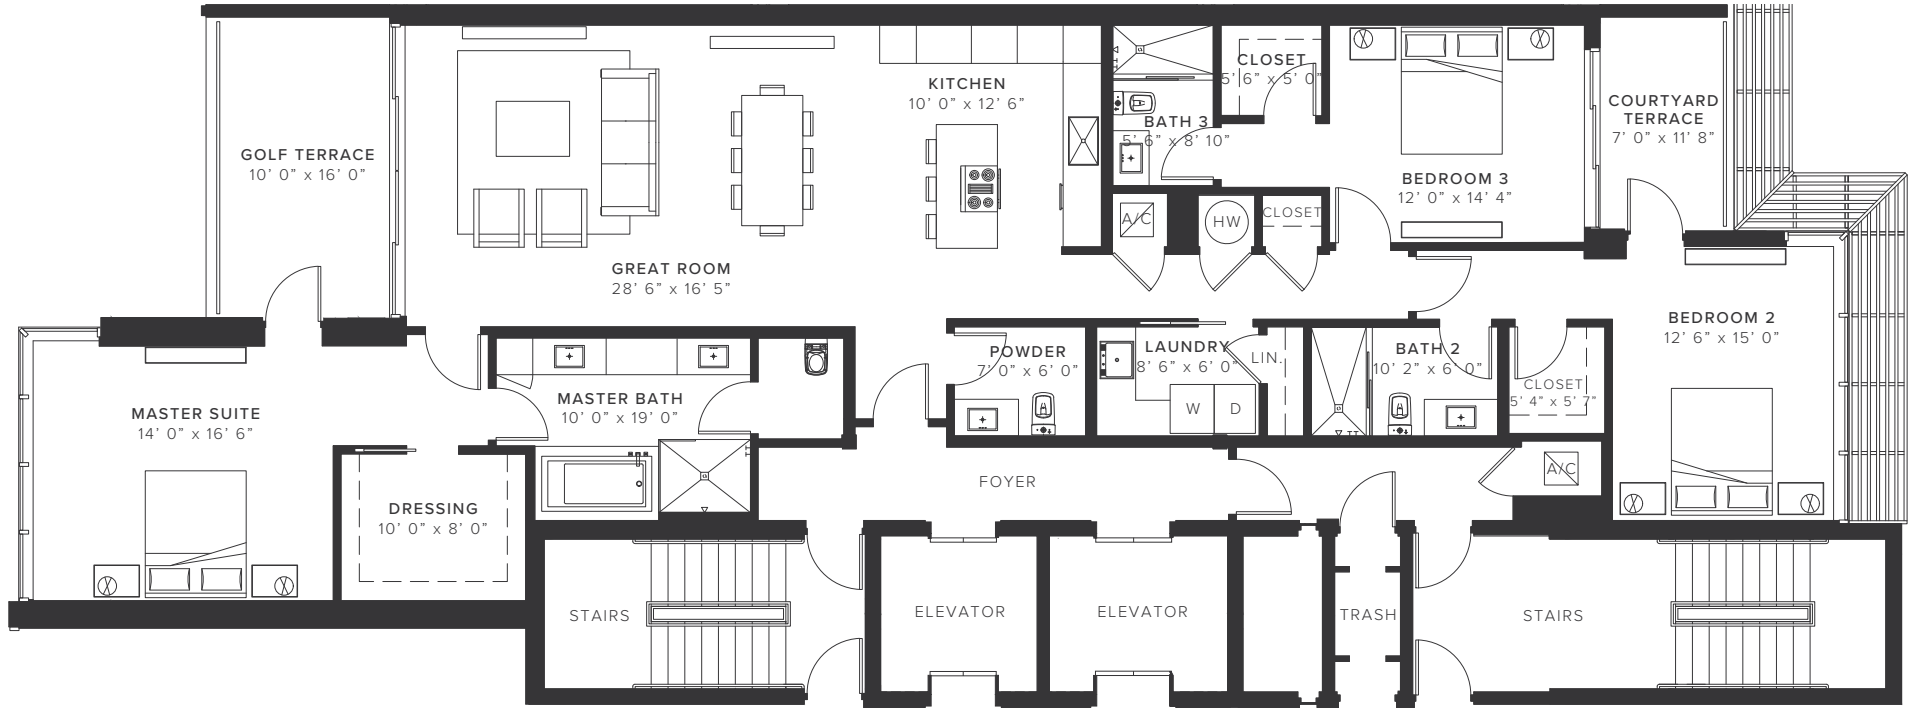 GOLF TERRACE
10’ 0” x 16’ 0”
GREAT ROOM
28’ 6” x 16’ 5”
KITCHEN
10’ 0” x 12’ 6”
BATH 3
5’ 6” x 8’ 10”
CLOSET
5’ 6” x 5’ 0”
BEDROOM 3
12’ 0” x 14’ 4”
COURTYARD
TERRACE
7’ 0” x 11’ 8”
A/C
HW
CLOSET
BEDROOM 2
12’ 6” x 15’ 0”
MASTER SUITE
14’ 0” x 16’ 6”
MASTER BATH
10’ 0” x 19’ 0”
POWDER
7’ 0” x 6’ 0”
LAUNDRY
8’ 6” x 6’ 0”
LIN.
W
D
BATH 2
10’ 2” x 6’ 0”
CLOSET
5’ 4” x 5’ 7”
DRESSING
10’ 0” x 8’ 0”
FOYER
A/C
STAIRS
ELEVATOR
ELEVATOR
TRASH
STAIRS